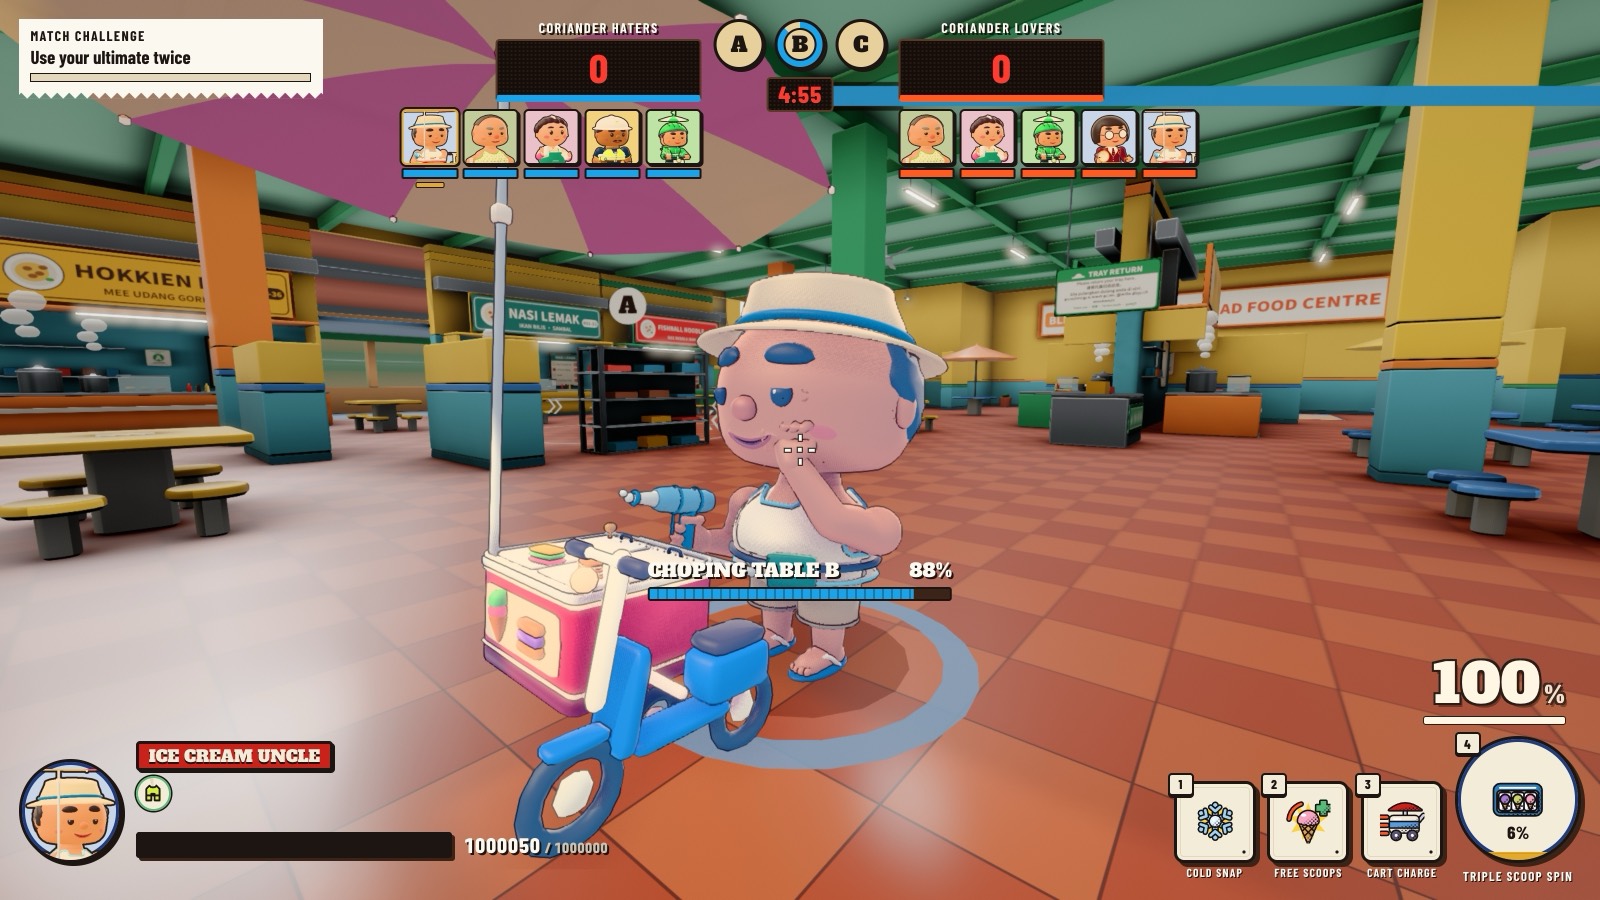 MATCH CHALLENGE
Use your ultimate twice
CORIANDER HATERS
0
A
B
C
CORIANDER LOVERS
0
4:55
HOKKIEN
MEE UDANG
NASI LEMAK
A
FISHBALL NOODLE
TRAY RETURN
AD FOOD CENTRE
CHOPING TABLE B
88%
100%
ICE CREAM UNCLE
1000050 / 1000000
1
COLD SNAP
2
FREE SCOOPS
3
CART CHARGE
4
6%
TRIPLE SCOOP SPIN